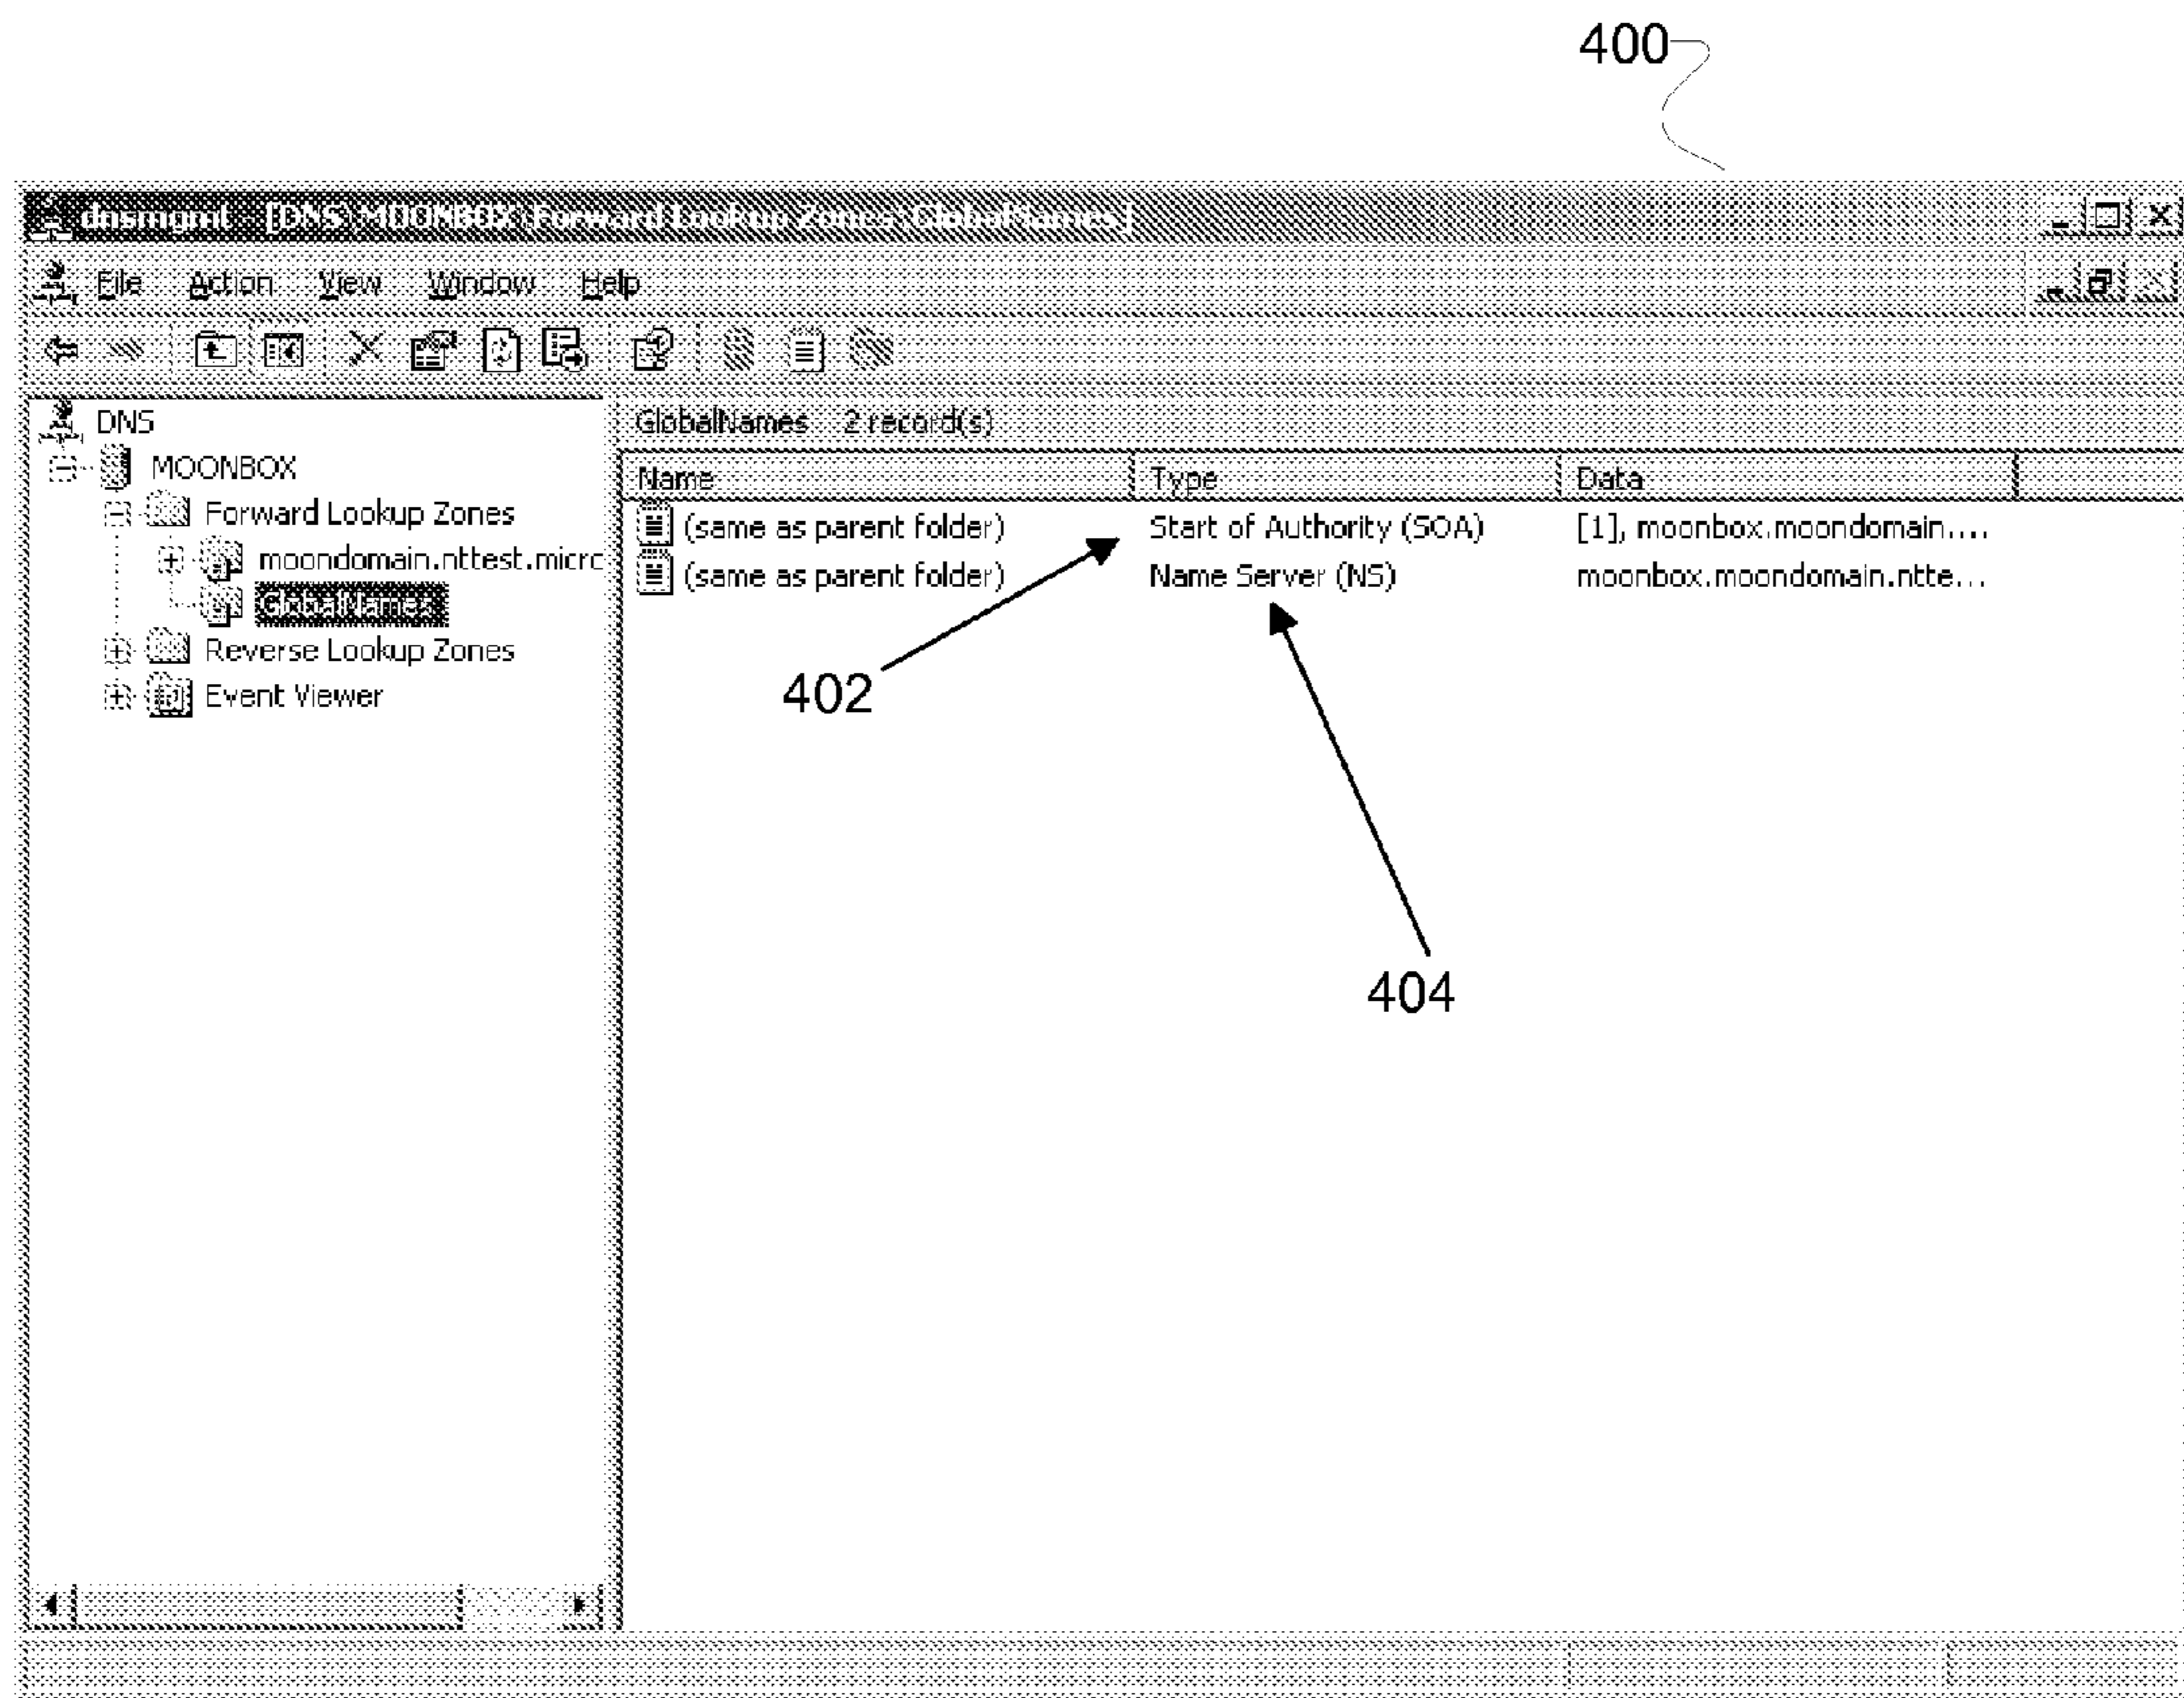 400
dnsmgmt - [DNS\MOONBOX\Forward Lookup Zones\GlobalNames]
File Action View Window Help
DNS
MOONBOX
Forward Lookup Zones
moondomain.nttest.micrc
GlobalNames
Reverse Lookup Zones
Event Viewer
GlobalNames 2 record(s)
Name Type Data
(same as parent folder) Start of Authority (SOA) [1], moonbox.moondomain....
(same as parent folder) Name Server (NS) moonbox.moondomain.ntte...
402
404